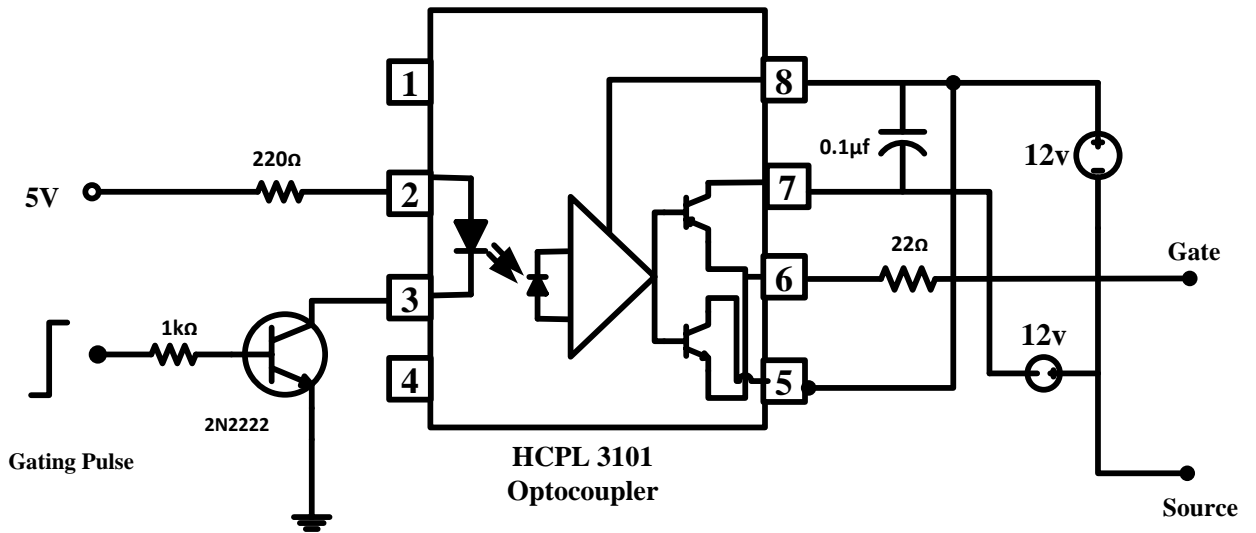 1
8
0.1µf
12v
220Ω
5V
2
7
Gate
22Ω
3
6
1kΩ
12v
4
5
2N2222
Gating Pulse
HCPL 3101
Optocoupler
Source